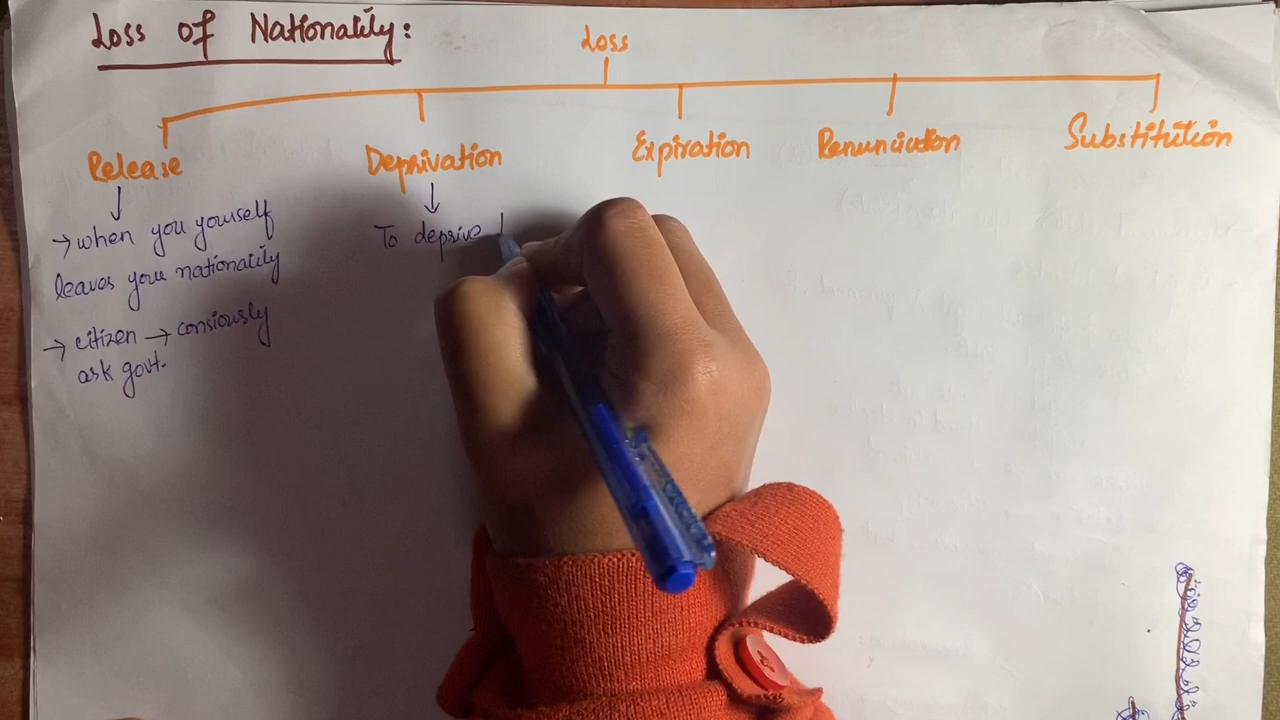 Loss of Nationality:
Loss
Release Deprivation Expiration Renunciation Substitution
→ when you yourself
leaves your nationality
→ citizen → consiously
ask govt.
To deprive